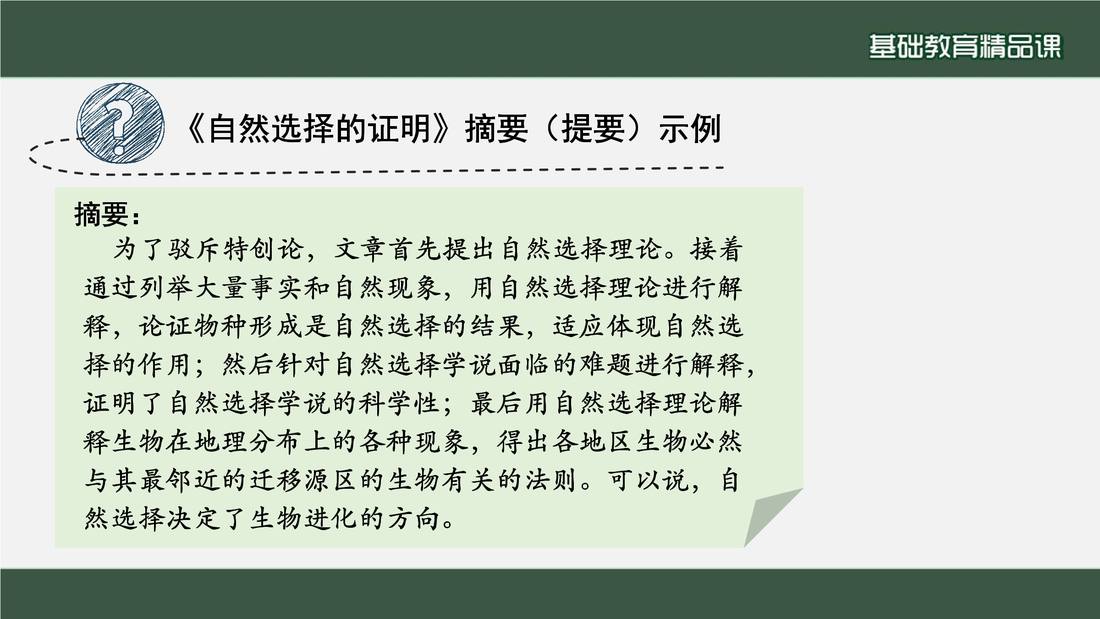 基础教育精品课
?
《自然选择的证明》摘要（提要）示例
摘要：
为了驳斥特创论，文章首先提出自然选择理论。接着
通过列举大量事实和自然现象，用自然选择理论进行解
释，论证物种形成是自然选择的结果，适应体现自然选
择的作用；然后针对自然选择学说面临的难题进行解释，
证明了自然选择学说的科学性；最后用自然选择理论解
释生物在地理分布上的各种现象，得出各地区生物必然
与其最邻近的迁移源区的生物有关的法则。可以说，自
然选择决定了生物进化的方向。